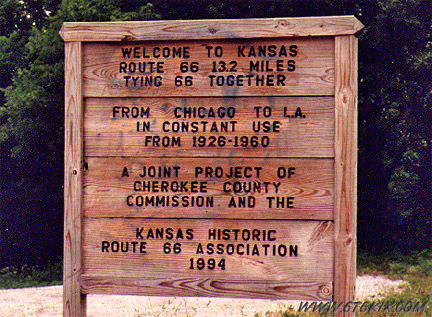 WELCOME TO KANSAS
ROUTE 66 13.2 MILES
TYING 66 TOGETHER
FROM CHICAGO TO L.A.
IN CONSTANT USE
FROM 1926-1960
A JOINT PROJECT OF
CHEROKEE COUNTY
COMMISSION AND THE
KANSAS HISTORIC
ROUTE 66 ASSOCIATION
1994
WWW.6T6KIX.COM